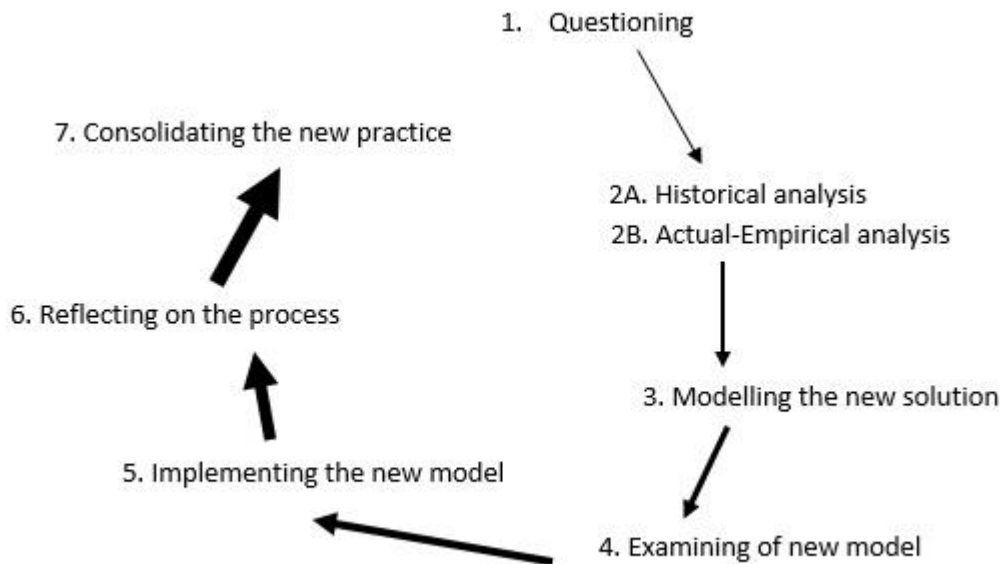 1. Questioning
2A. Historical analysis
2B. Actual-Empirical analysis
3. Modelling the new solution
4. Examining of new model
5. Implementing the new model
6. Reflecting on the process
7. Consolidating the new practice